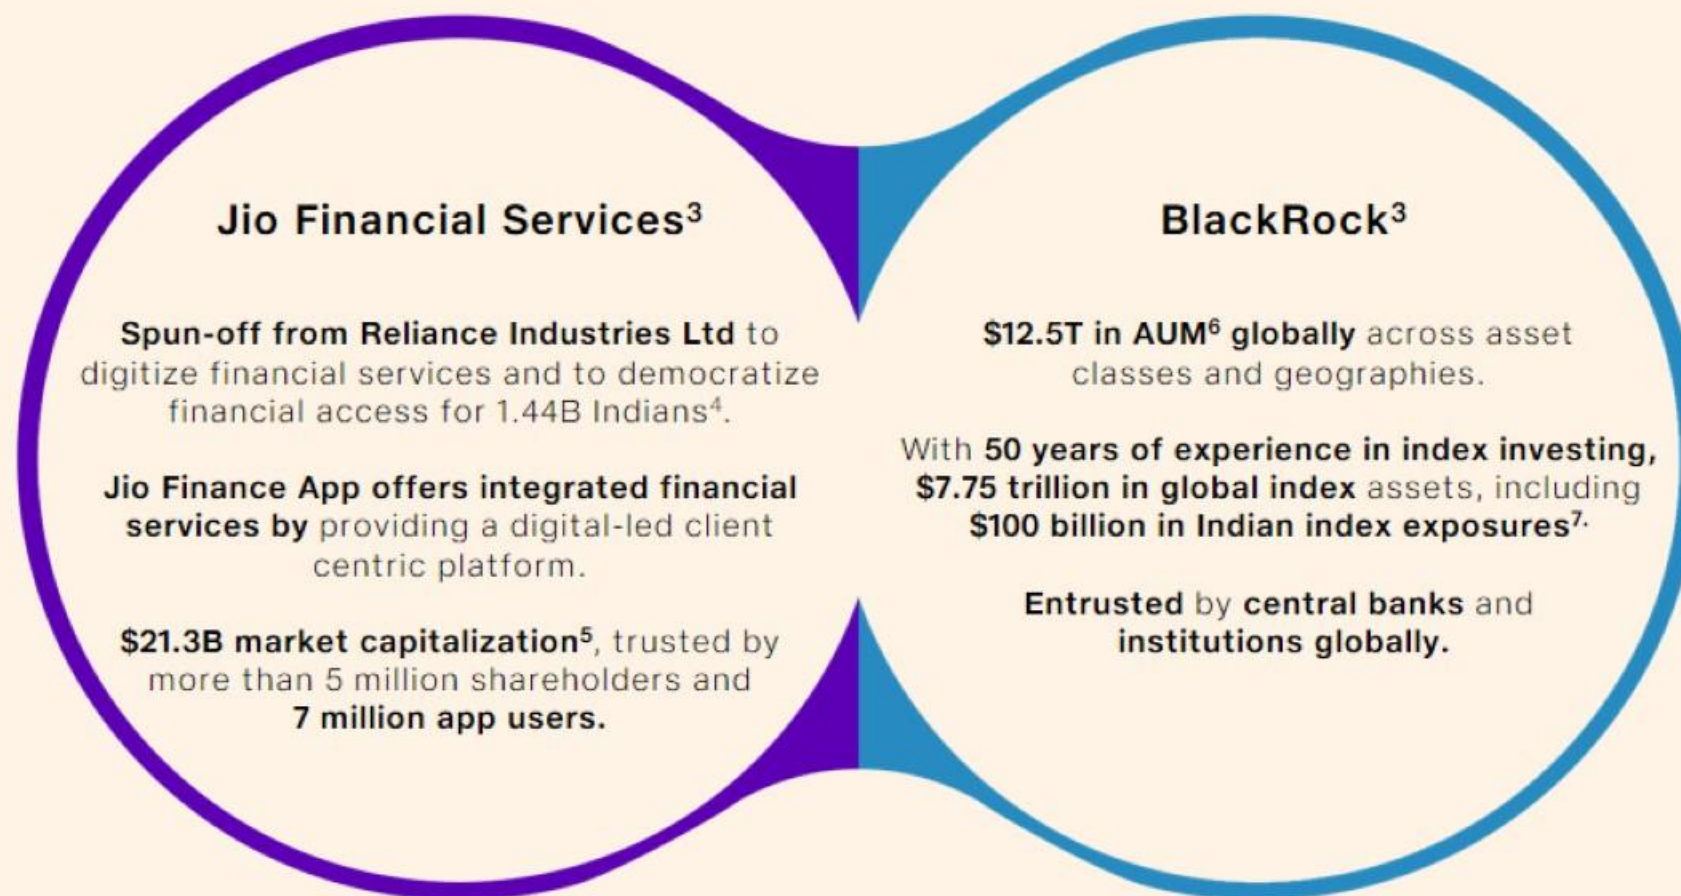 Jio Financial Services³
Spun-off from Reliance Industries Ltd to
digitize financial services and to democratize
financial access for 1.44B Indians⁴.
Jio Finance App offers integrated financial
services by providing a digital-led client
centric platform.
$21.3B market capitalization⁵, trusted by
more than 5 million shareholders and
7 million app users.
BlackRock³
$12.5T in AUM⁶ globally across asset
classes and geographies.
With 50 years of experience in index investing,
$7.75 trillion in global index assets, including
$100 billion in Indian index exposures⁷.
Entrusted by central banks and
institutions globally.